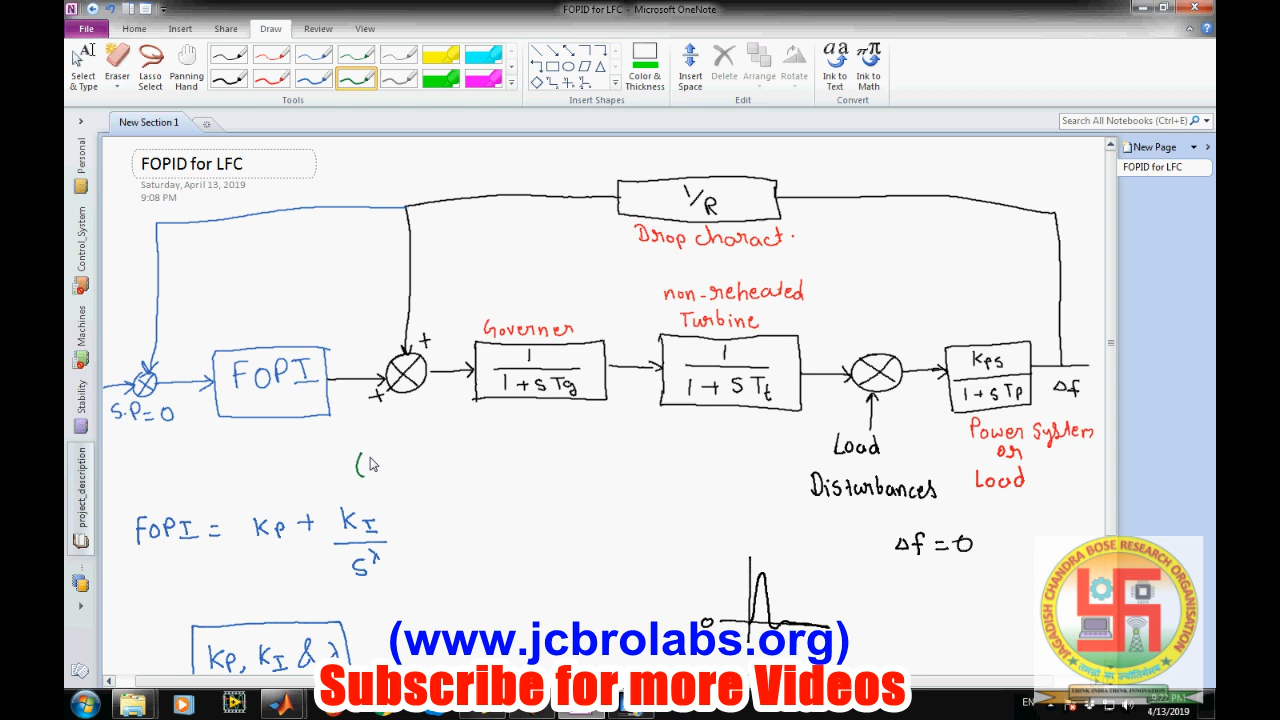 FOPID for LFC - Microsoft OneNote
File Home Insert Share Draw Review View
Select & Type
Eraser
Lasso Select
Panning Hand
Color & Thickness
Insert Space
Delete
Arrange
Rotate
Ink to Text
Ink to Math
Tools
Insert Shapes
Edit
Convert
New Section 1
Search All Notebooks (Ctrl+E)
New Page
FOPID for LFC
Personal
Control_System
Machines
Stability
project_description
FOPID for LFC
Saturday, April 13, 2019
9:08 PM
1/R
Drop charact.
non-reheated
Turbine
Governer
+
FOPI
+
1
1+STg
1
1+STt
Kps
1+STp
Δf
S.P=0
Power System
or
Load
Load
Disturbances
(
FOPI = KP + KI
Sλ
Δf = 0
0
KP, KI & λ
(www.jcbrolabs.org)
Subscribe for more Videos
JAGADISH CHANDRA BOSE RESEARCH ORGANISATION
THINK INDIA THINK INNOVATION
EN
9:22 PM
4/13/2019